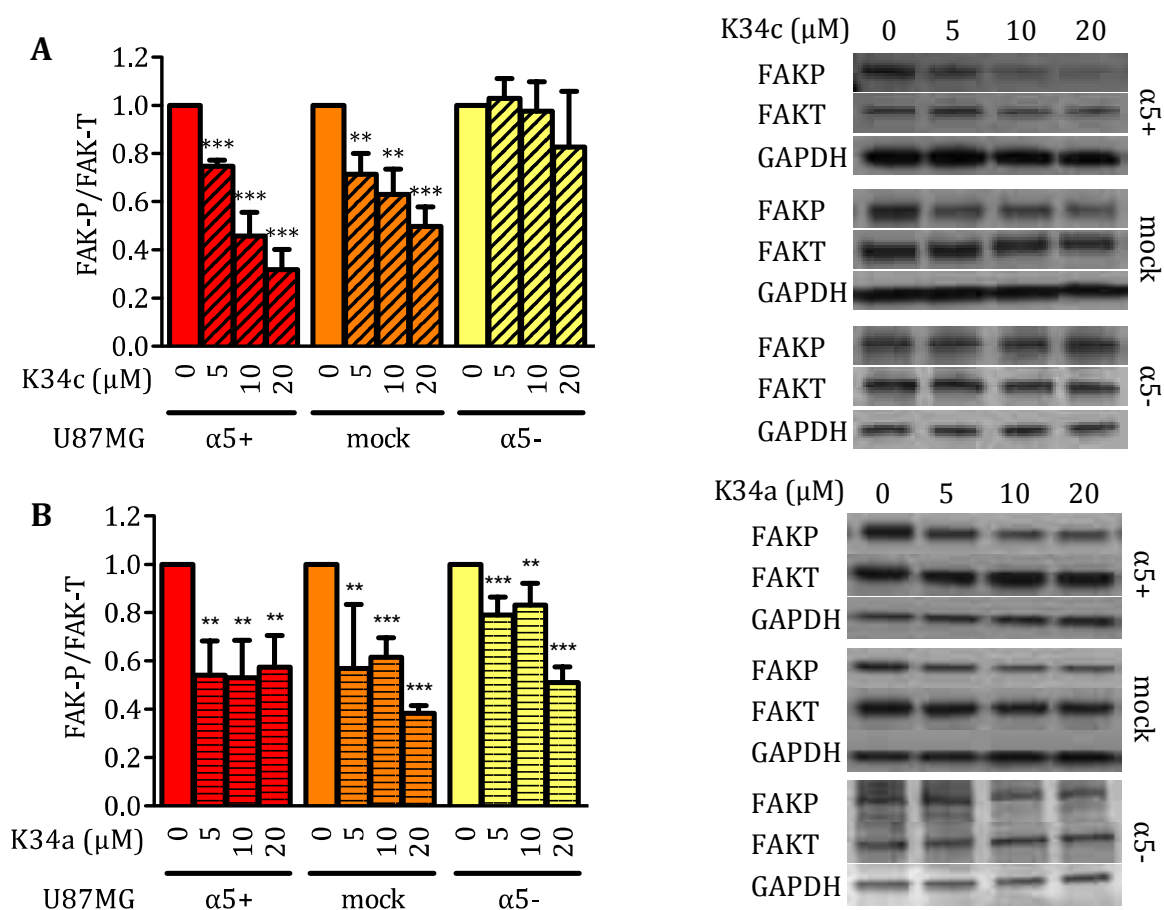 A
FAK-P/FAK-T
1.2
1.0
0.8
0.6
0.4
0.2
0.0
*** *** ***
** ** ***
K34c (µM) 0 5 10 20 0 5 10 20 0 5 10 20
U87MG α5+ mock α5-
K34c (µM) 0 5 10 20
FAKP
FAKT
GAPDH
α5+
FAKP
FAKT
GAPDH
mock
FAKP
FAKT
GAPDH
α5-
B
FAK-P/FAK-T
1.2
1.0
0.8
0.6
0.4
0.2
0.0
** ** **
** *** ***
*** ** ***
K34a (µM) 0 5 10 20 0 5 10 20 0 5 10 20
U87MG α5+ mock α5-
K34a (µM) 0 5 10 20
FAKP
FAKT
GAPDH
α5+
FAKP
FAKT
GAPDH
mock
FAKP
FAKT
GAPDH
α5-